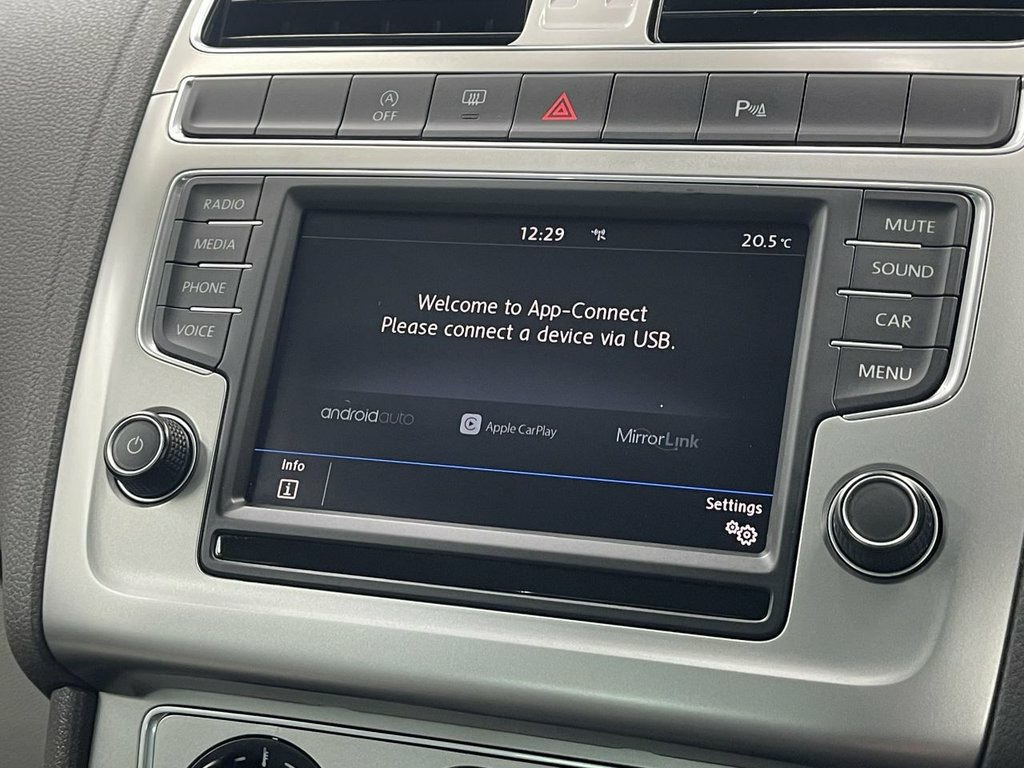 A
OFF
P
RADIO
MEDIA
PHONE
VOICE
12:29
20.5°C
Welcome to App-Connect
Please connect a device via USB.
androidauto
Apple CarPlay
MirrorLink
Info
i
Settings
MUTE
SOUND
CAR
MENU